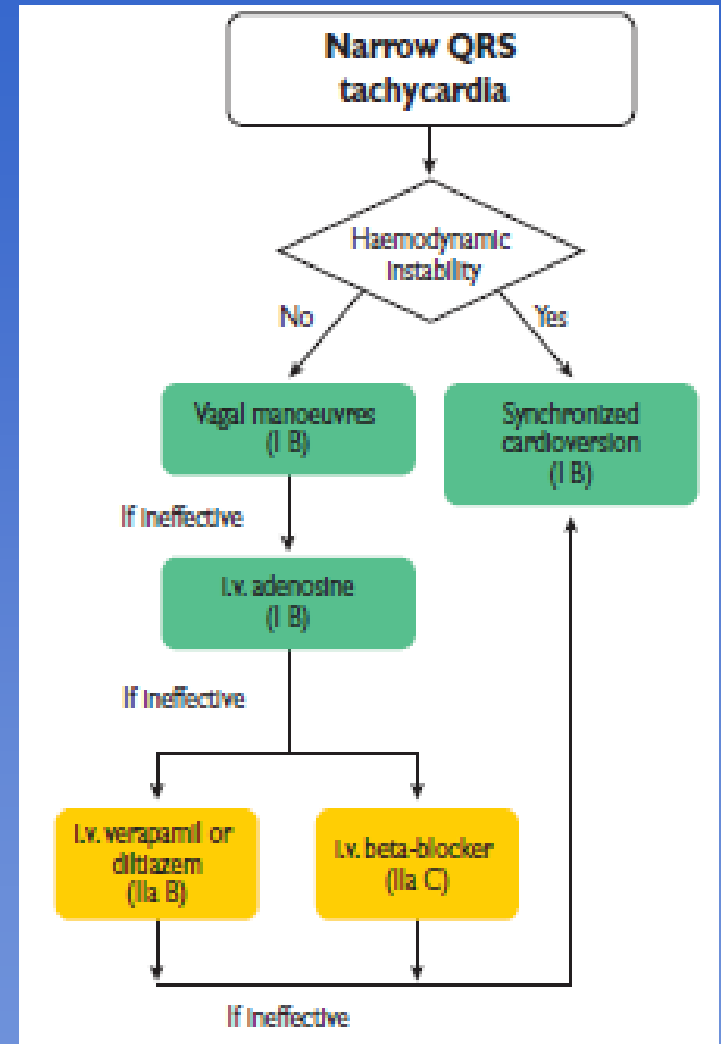 Narrow QRS
tachycardia
Haemodynamic
instability
No
Yes
Vagal manoeuvres
(I B)
Synchronized
cardioversion
(I B)
If ineffective
i.v. adenosine
(I B)
If ineffective
i.v. verapamil or
diltiazem
(IIa B)
i.v. beta-blocker
(IIa C)
If ineffective